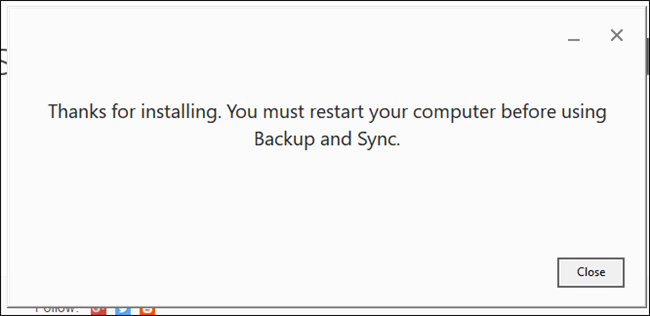 Thanks for installing. You must restart your computer before using
Backup and Sync.
Close
Follow: